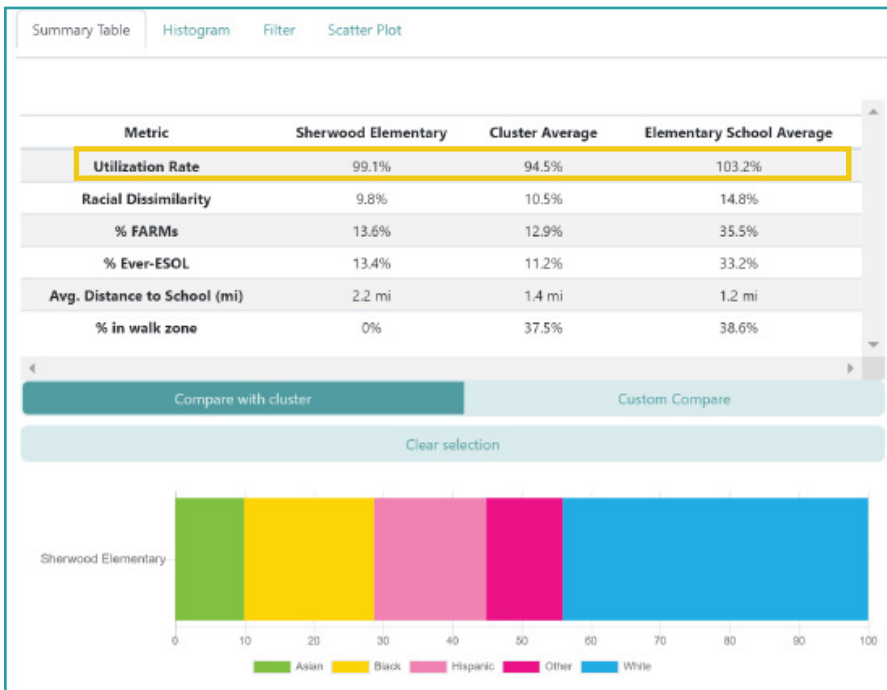 Summary Table Histogram Filter Scatter Plot
Metric Sherwood Elementary Cluster Average Elementary School Average
Utilization Rate 99.1% 94.5% 103.2%
Racial Dissimilarity 9.8% 10.5% 14.8%
% FARMs 13.6% 12.9% 35.5%
% Ever-ESOL 13.4% 11.2% 33.2%
Avg. Distance to School (mi) 2.2 mi 1.4 mi 1.2 mi
% in walk zone 0% 37.5% 38.6%
Compare with cluster Custom Compare
Clear selection
Sherwood Elementary
0 10 20 30 40 50 60 70 80 90 100
Asian Black Hispanic Other White